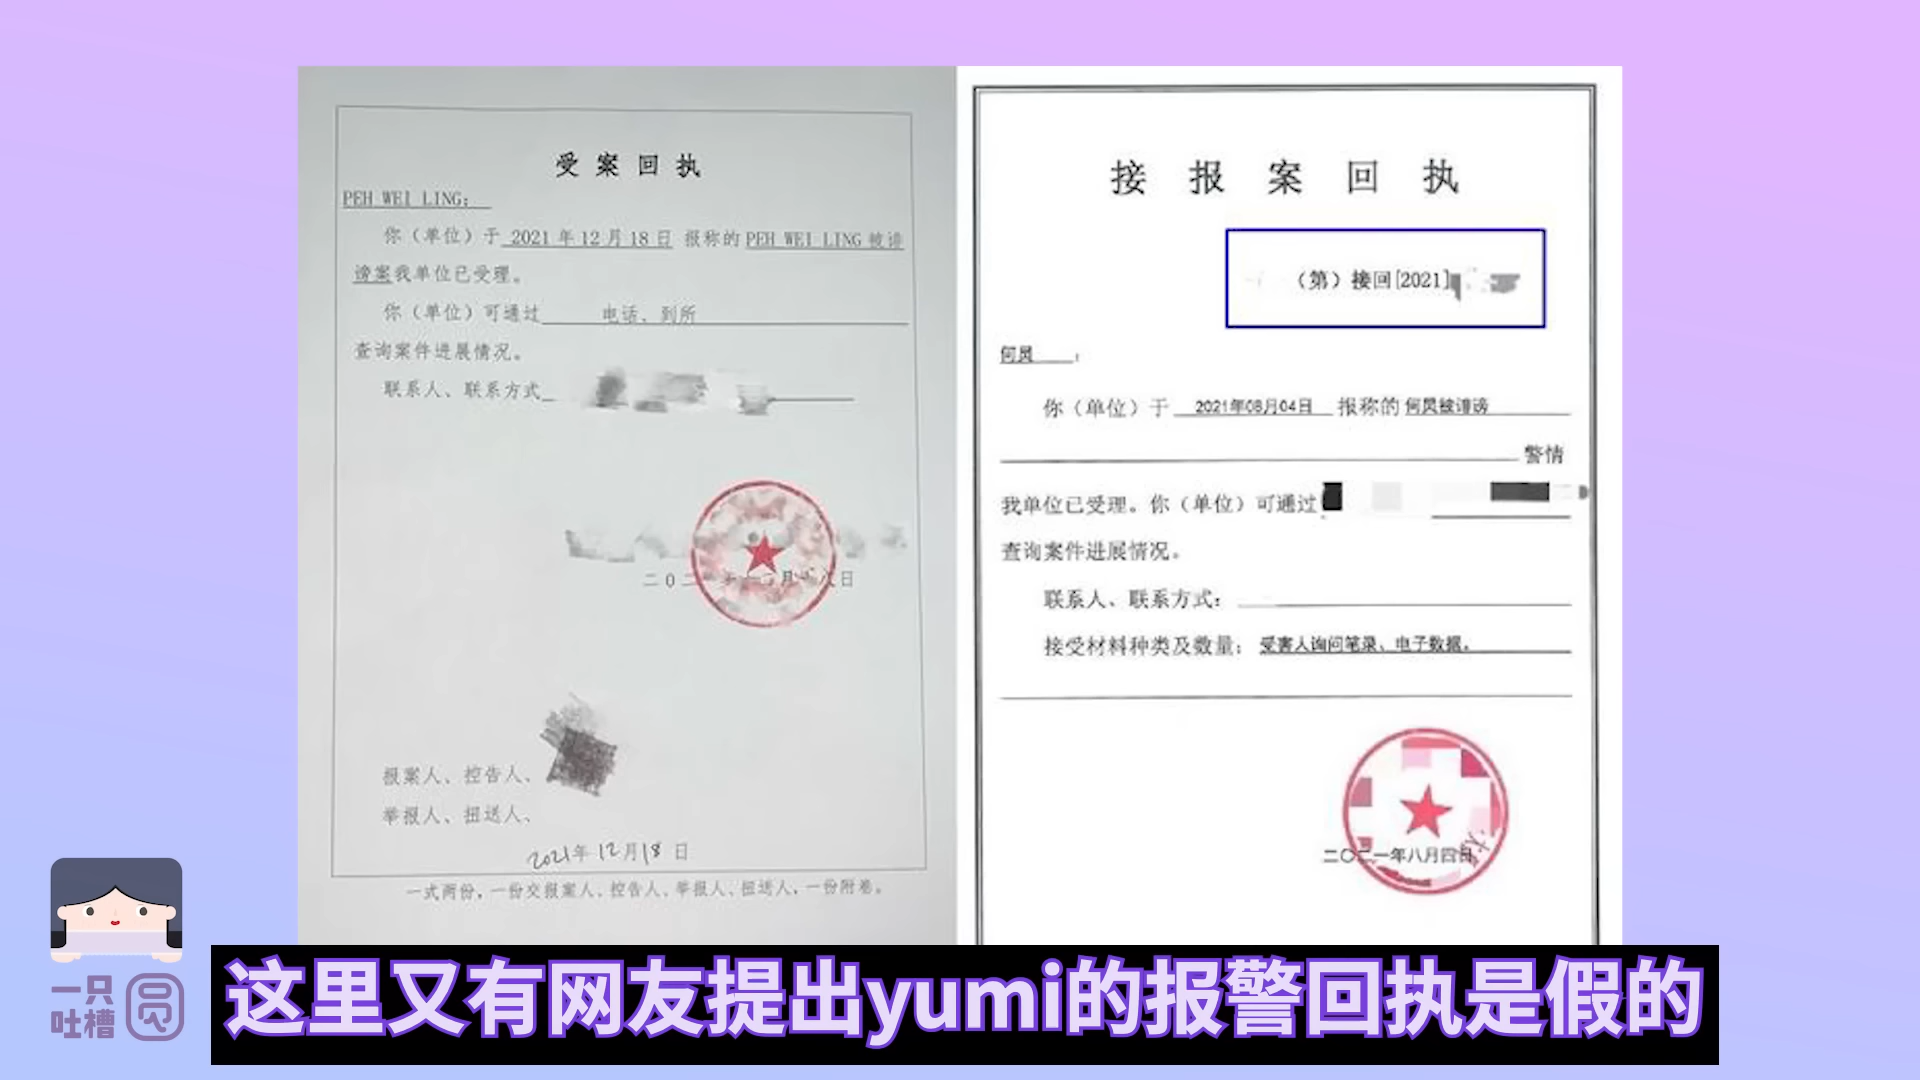 受案回执
PEH WEI LING:
你（单位）于 2021 年 12 月 18 日 报称的 PEH WEI LING 被诽
谤案我单位已受理。
你（单位）可通过 电话、到所
查询案件进展情况。
联系人、联系方式
报案人、控告人、
举报人、扭送人、
2021年 12月 18 日
一式两份，一份交报案人、控告人、举报人、扭送人，一份附卷。
接报案回执
（第）接回[2021]
何凤：
你（单位）于 2021年08月04日 报称的 何凤被诽谤
警情
我单位已受理。你（单位）可通过
查询案件进展情况。
联系人、联系方式：
接受材料种类及数量：受害人询问笔录、电子数据。
二〇二一年八月四日
一只
吐槽
圆
这里又有网友提出yumi的报警回执是假的